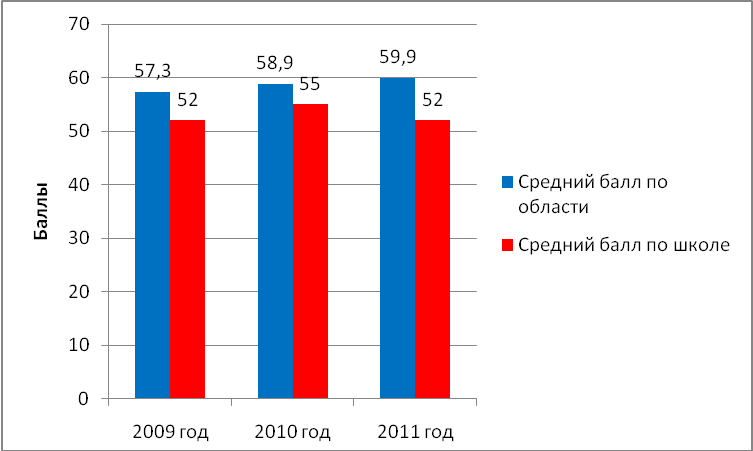 70
60
50
40
30
20
10
0
Баллы
57,3
52
58,9
55
59,9
52
2009 год
2010 год
2011 год
Средний балл по
области
Средний балл по школе